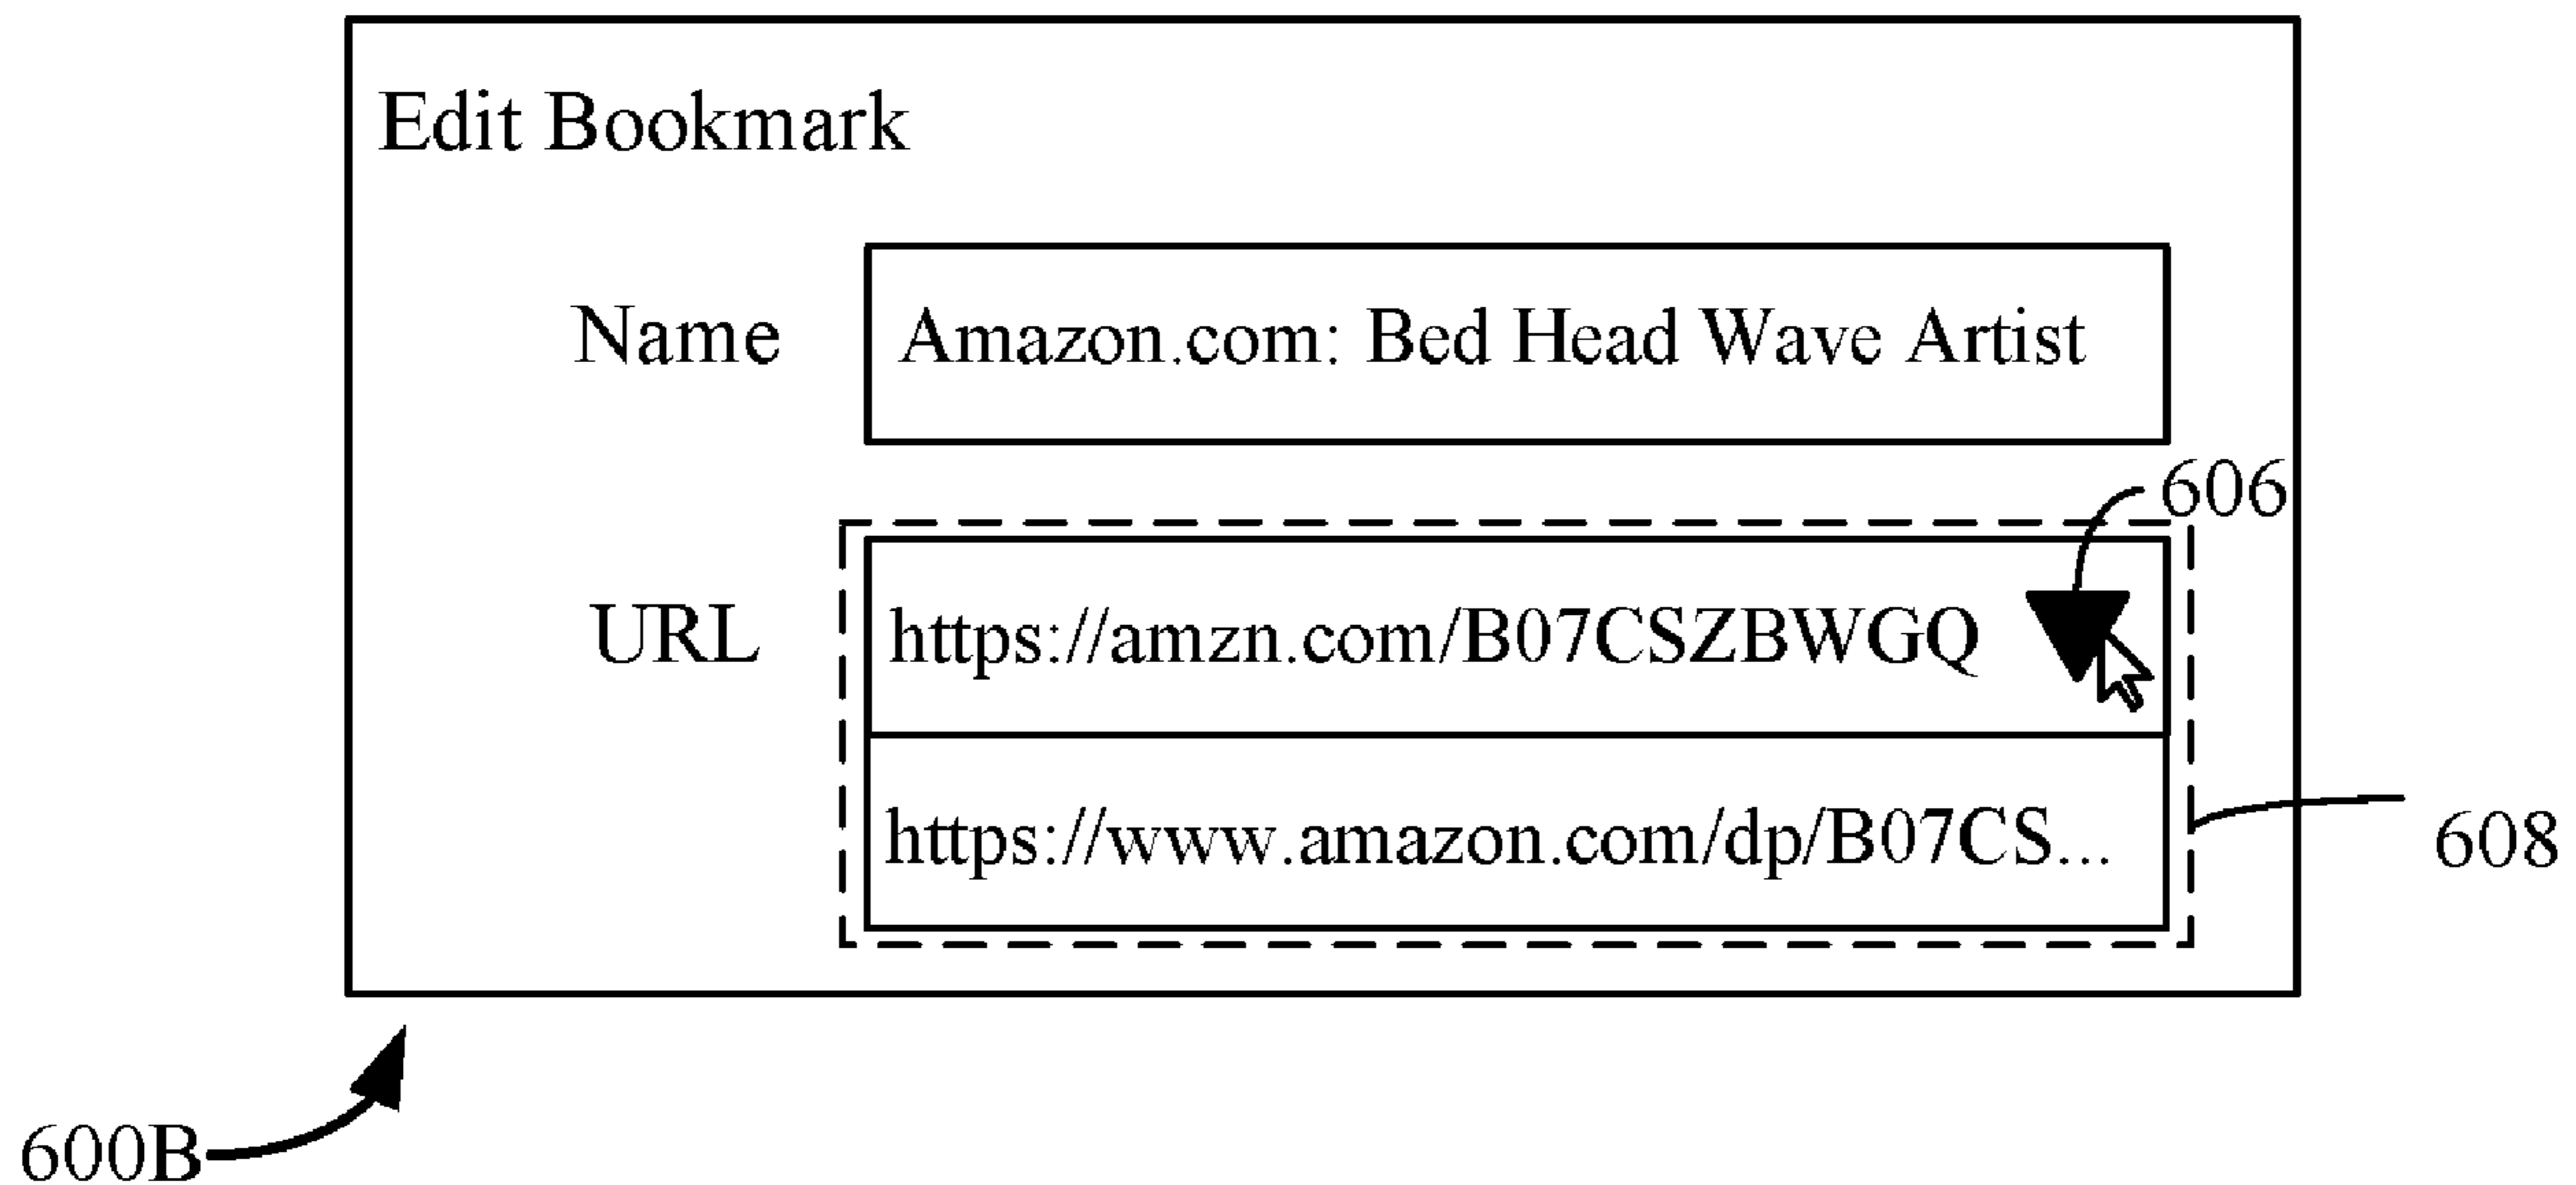 Edit Bookmark
Name
Amazon.com: Bed Head Wave Artist
606
URL
https://amzn.com/B07CSZBWGQ
https://www.amazon.com/dp/B07CS...
608
600B